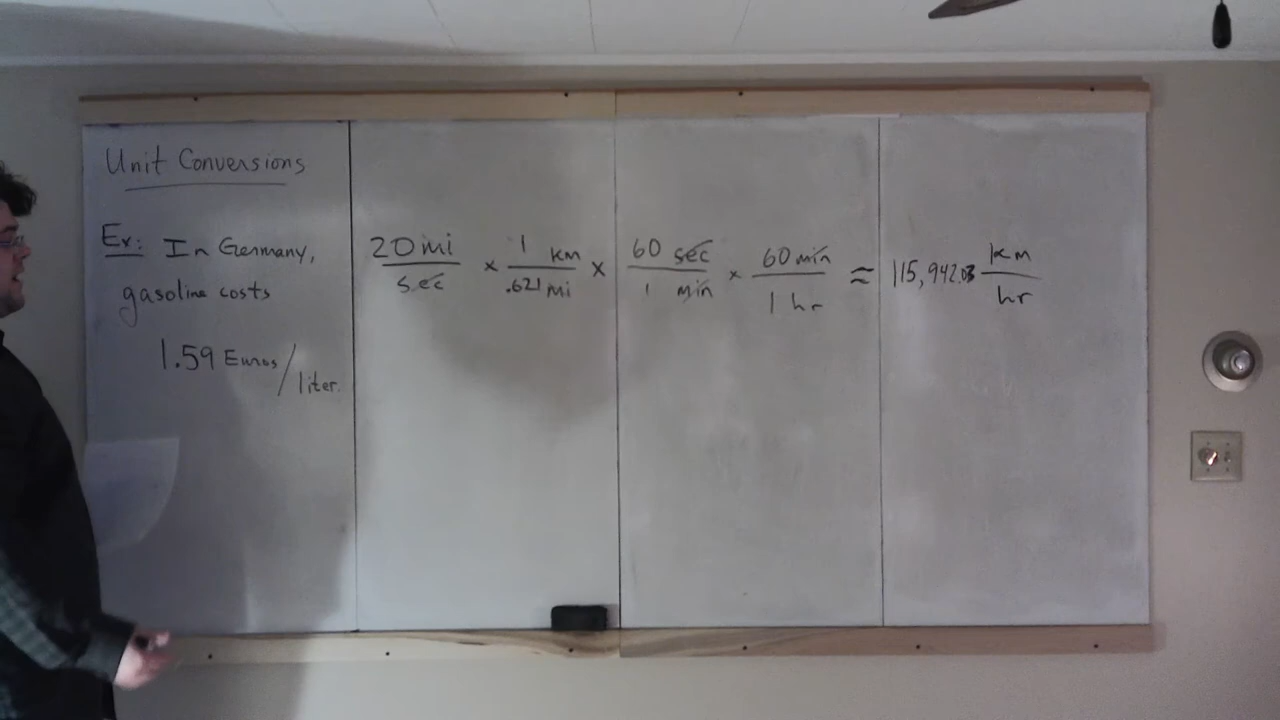 Unit Conversions
Ex: In Germany,
gasoline costs
1.59 Euros/liter
20 mi/sec × 1 km/.621 mi × 60 sec/1 min × 60 min/1 hr ≈ 115,942.03 km/hr